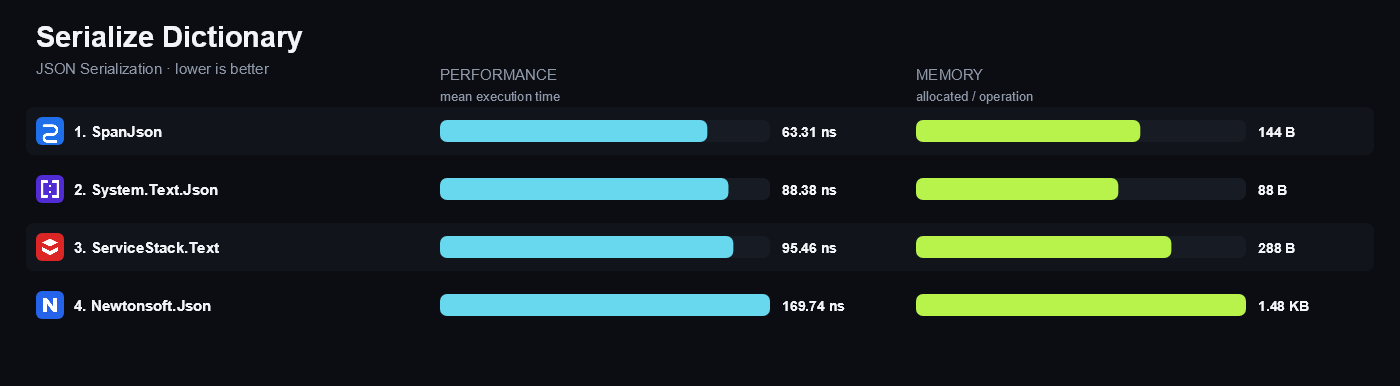 Serialize Dictionary
JSON Serialization · lower is better
PERFORMANCE
mean execution time
MEMORY
allocated / operation
1. SpanJson
63.31 ns
144 B
2. System.Text.Json
88.38 ns
88 B
3. ServiceStack.Text
95.46 ns
288 B
N
4. Newtonsoft.Json
169.74 ns
1.48 KB